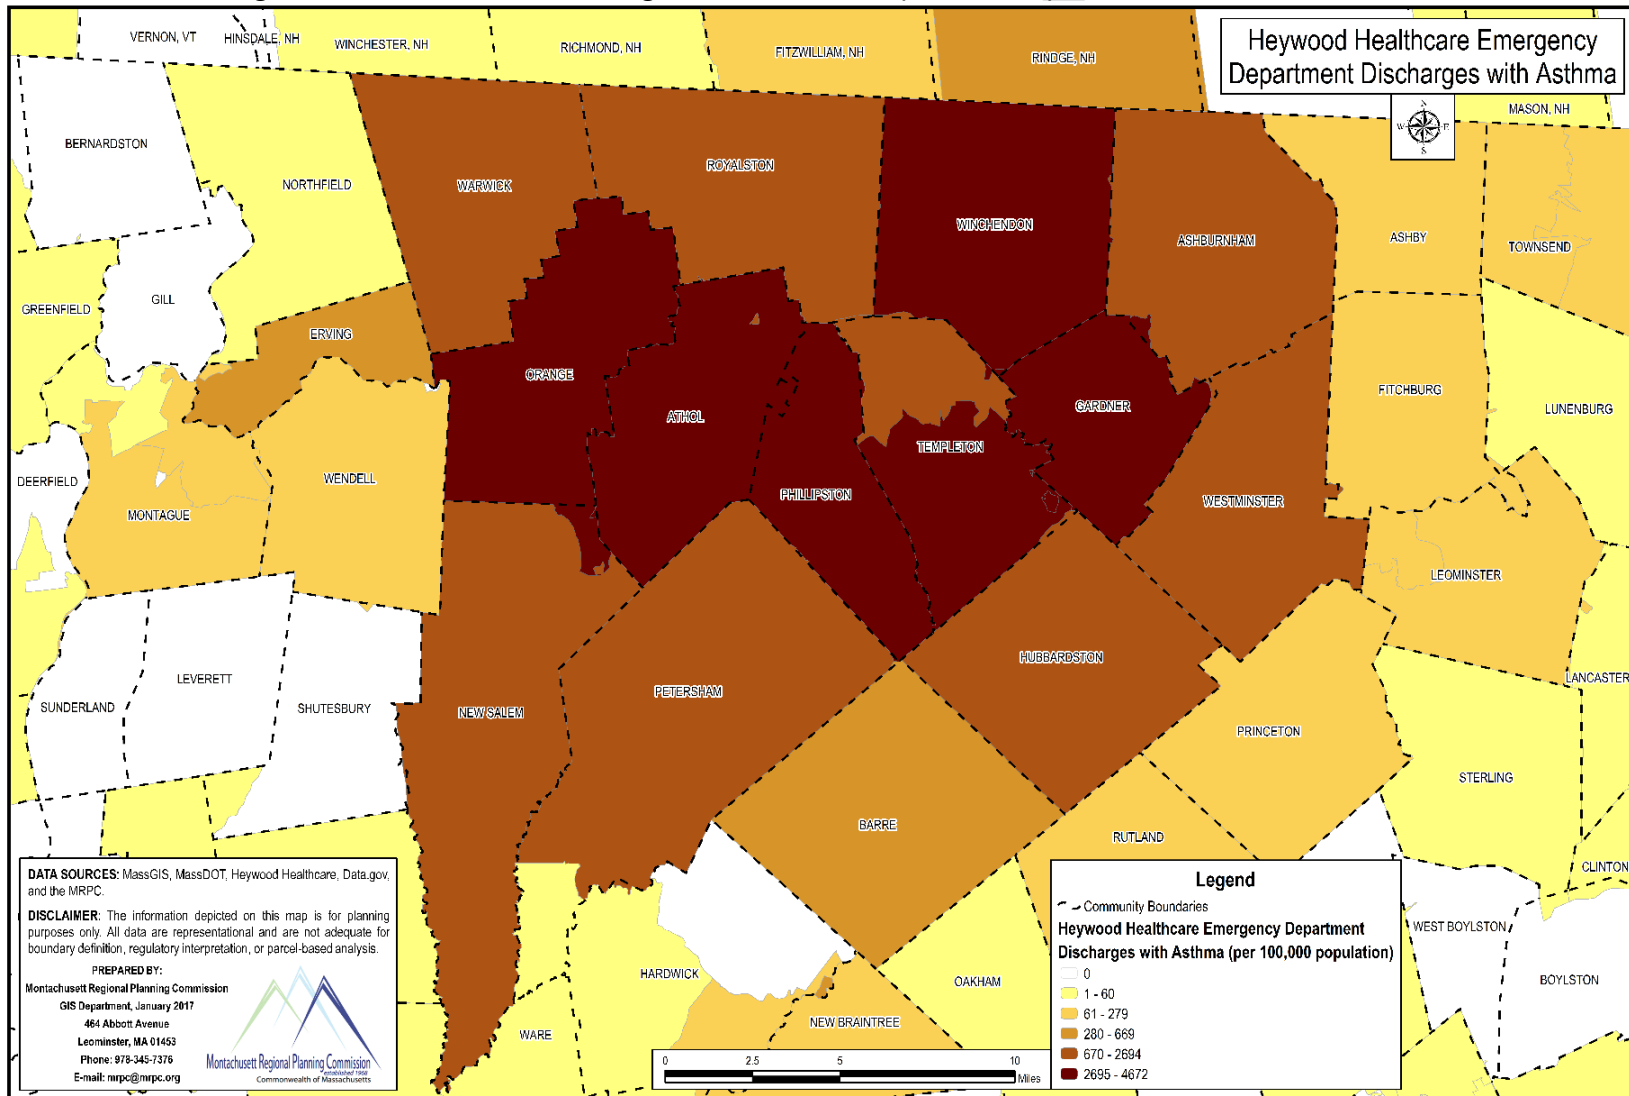 Heywood Healthcare Emergency
Department Discharges with Asthma
VERNON, VT
HINSDALE, NH
WINCHESTER, NH
RICHMOND, NH
FITZWILLIAM, NH
RINDGE, NH
MASON, NH
N
W
E
S
BERNARDSTON
NORTHFIELD
WARWICK
ROYALSTON
WINCHENDON
ASHBURNHAM
ASHBY
TOWNSEND
GREENFIELD
GILL
ERVING
ORANGE
ATHOL
PHILLIPSTON
TEMPLETON
GARDNER
FITCHBURG
LUNENBURG
DEERFIELD
MONTAGUE
WENDELL
WESTMINSTER
LEOMINSTER
SUNDERLAND
LEVERETT
SHUTESBURY
NEW SALEM
PETERSHAM
HUBBARDSTON
PRINCETON
LANCASTER
STERLING
BARRE
RUTLAND
CLINTON
HARDWICK
OAKHAM
WEST BOYLSTON
BOYLSTON
WARE
NEW BRAINTREE
DATA SOURCES: MassGIS, MassDOT, Heywood Healthcare, Data.gov,
and the MRPC.
DISCLAIMER: The information depicted on this map is for planning
purposes only. All data are representational and are not adequate for
boundary definition, regulatory interpretation, or parcel-based analysis.
PREPARED BY:
Montachusett Regional Planning Commission
GIS Department, January 2017
464 Abbott Avenue
Leominster, MA 01453
Phone: 978-345-7376
E-mail: mrpc@mrpc.org
Montachusett Regional Planning Commission
established 1968
Commonwealth of Massachusetts
0 2.5 5 10
Miles
Legend
Community Boundaries
Heywood Healthcare Emergency Department
Discharges with Asthma (per 100,000 population)
0
1 - 60
61 - 279
280 - 669
670 - 2694
2695 - 4672